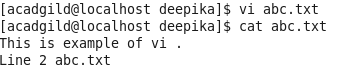 [acadgild@localhost deepika]$ vi abc.txt
[acadgild@localhost deepika]$ cat abc.txt
This is example of vi .
Line 2 abc.txt